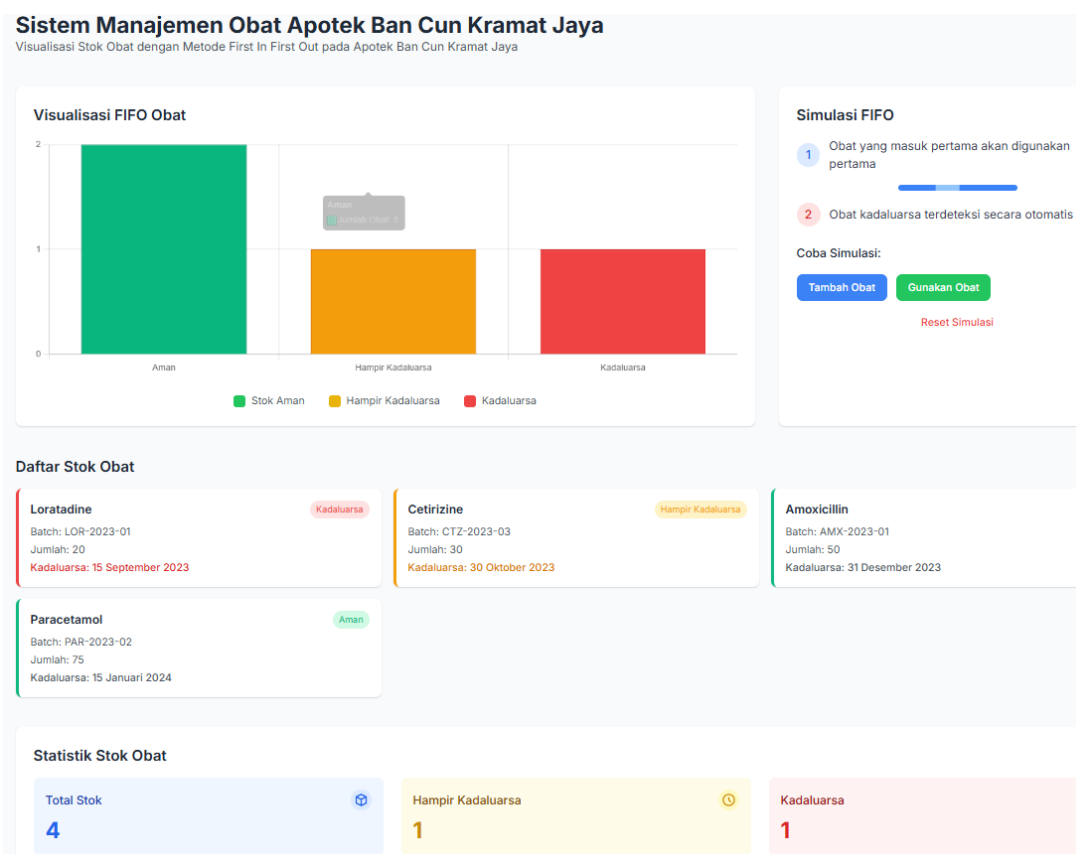 Sistem Manajemen Obat Apotek Ban Cun Kramat Jaya
Visualisasi Stok Obat dengan Metode First In First Out pada Apotek Ban Cun Kramat Jaya
Visualisasi FIFO Obat
2
1
0
Aman
Jumlah Obat: 2
Aman
Hampir Kadaluarsa
Kadaluarsa
Stok Aman
Hampir Kadaluarsa
Kadaluarsa
Simulasi FIFO
1
Obat yang masuk pertama akan digunakan
pertama
2
Obat kadaluarsa terdeteksi secara otomatis
Coba Simulasi:
Tambah Obat
Gunakan Obat
Reset Simulasi
Daftar Stok Obat
Loratadine
Kadaluarsa
Batch: LOR-2023-01
Jumlah: 20
Kadaluarsa: 15 September 2023
Cetirizine
Hampir Kadaluarsa
Batch: CTZ-2023-03
Jumlah: 30
Kadaluarsa: 30 Oktober 2023
Amoxicillin
Batch: AMX-2023-01
Jumlah: 50
Kadaluarsa: 31 Desember 2023
Paracetamol
Aman
Batch: PAR-2023-02
Jumlah: 75
Kadaluarsa: 15 Januari 2024
Statistik Stok Obat
Total Stok
4
Hampir Kadaluarsa
1
Kadaluarsa
1